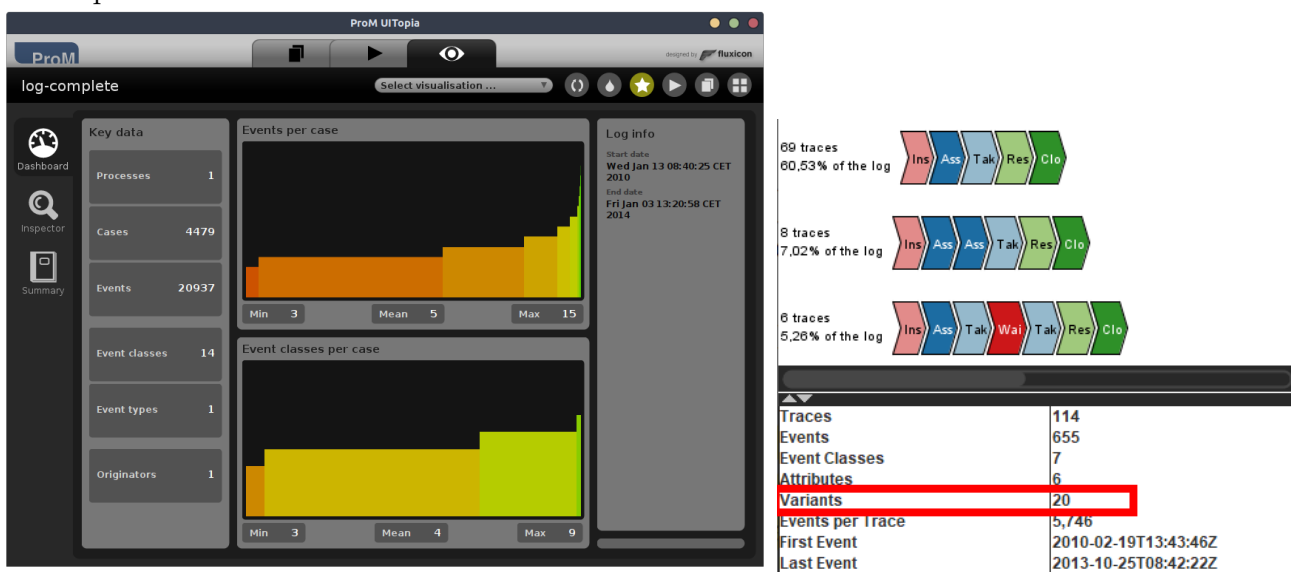 ProM UITopia
ProM
designed by fluxicon
log-complete
Select visualisation ...
Dashboard
Inspector
Summary
Key data
Processes 1
Cases 4479
Events 20937
Event classes 14
Event types 1
Originators 1
Events per case
Min 3 Mean 5 Max 15
Event classes per case
Min 3 Mean 4 Max 9
Log info
Start date
Wed Jan 13 08:40:25 CET
2010
End date
Fri Jan 03 13:20:58 CET
2014
69 traces
60,53% of the log
Ins Ass Tak Res Clo
8 traces
7,02% of the log
Ins Ass Ass Tak Res Clo
6 traces
5,26% of the log
Ins Ass Tak Wai Tak Res Clo
Traces 114
Events 655
Event Classes 7
Attributes 6
Variants 20
Events per Trace 5,746
First Event 2010-02-19T13:43:46Z
Last Event 2013-10-25T08:42:22Z